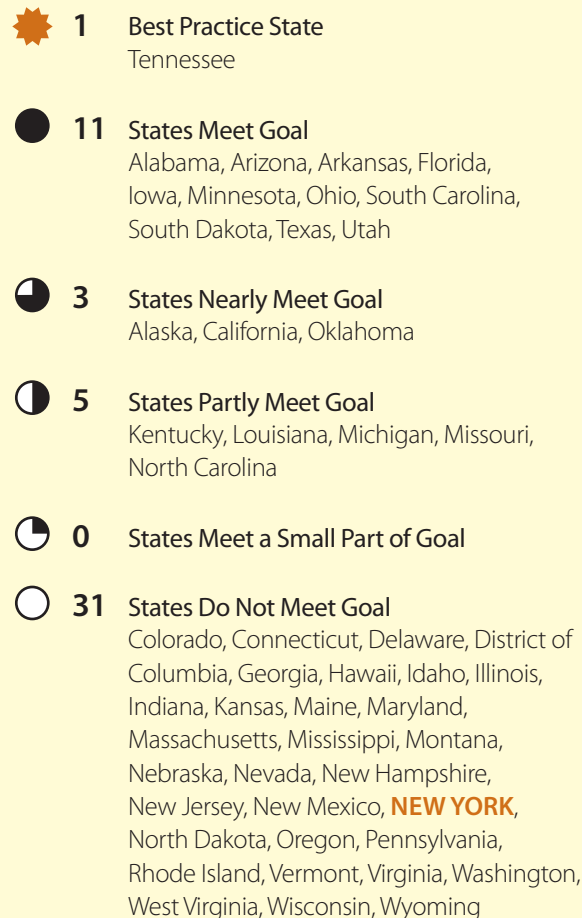 1 Best Practice State
Tennessee
11 States Meet Goal
Alabama, Arizona, Arkansas, Florida,
Iowa, Minnesota, Ohio, South Carolina,
South Dakota, Texas, Utah
3 States Nearly Meet Goal
Alaska, California, Oklahoma
5 States Partly Meet Goal
Kentucky, Louisiana, Michigan, Missouri,
North Carolina
0 States Meet a Small Part of Goal
31 States Do Not Meet Goal
Colorado, Connecticut, Delaware, District of
Columbia, Georgia, Hawaii, Idaho, Illinois,
Indiana, Kansas, Maine, Maryland,
Massachusetts, Mississippi, Montana,
Nebraska, Nevada, New Hampshire,
New Jersey, New Mexico, NEW YORK,
North Dakota, Oregon, Pennsylvania,
Rhode Island, Vermont, Virginia, Washington,
West Virginia, Wisconsin, Wyoming